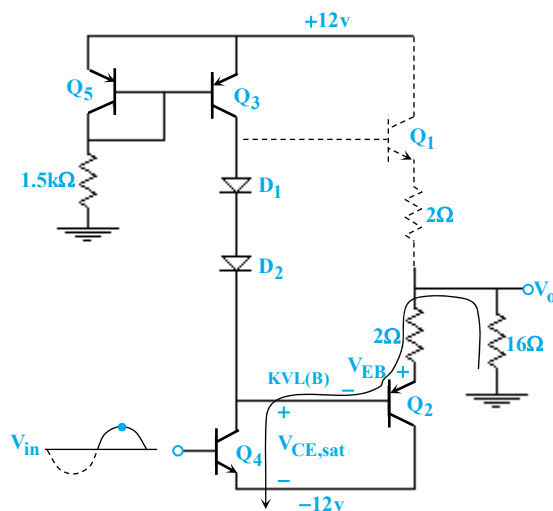 +12v
Q5
Q3
Q1
1.5kΩ
D1
2Ω
D2
Vo
2Ω
16Ω
VEB +
KVL(B) −
+
Q2
Vin
Q4
VCE,sat
−
−12v